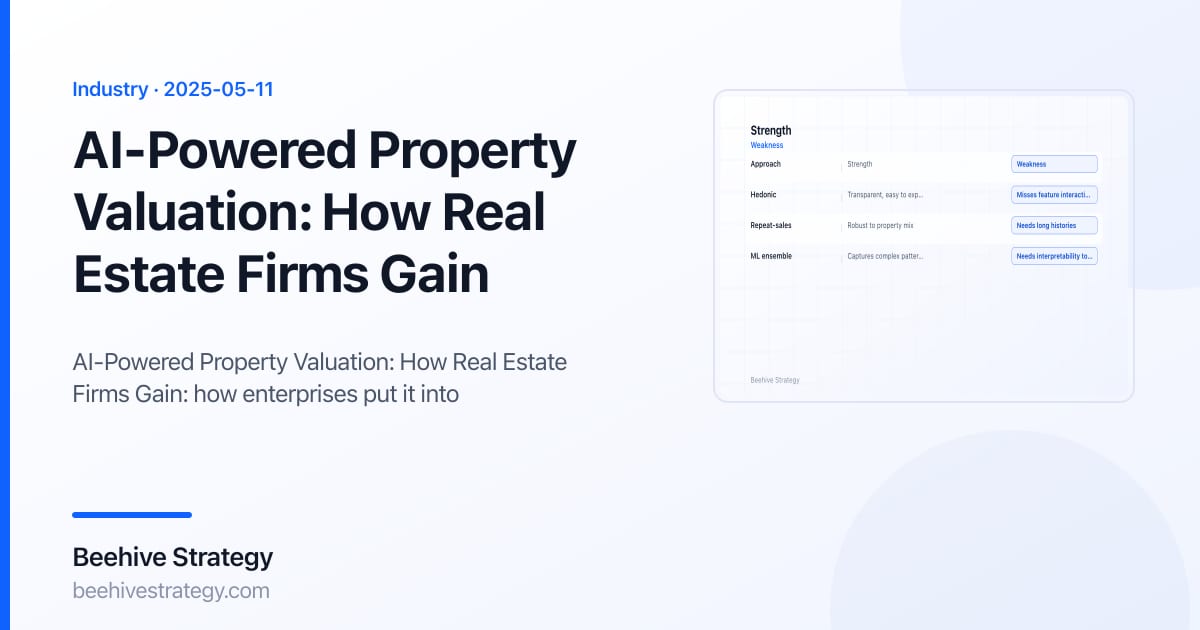 Industry · 2025-05-11
AI-Powered Property
Valuation: How Real
Estate Firms Gain
AI-Powered Property Valuation: How Real Estate
Firms Gain: how enterprises put it into
Beehive Strategy
beehivestrategy.com
Strength
Weakness
Approach Strength Weakness
Hedonic Transparent, easy to exp... Misses feature interacti...
Repeat-sales Robust to property mix Needs long histories
ML ensemble Captures complex patter... Needs interpretability to...
Beehive Strategy